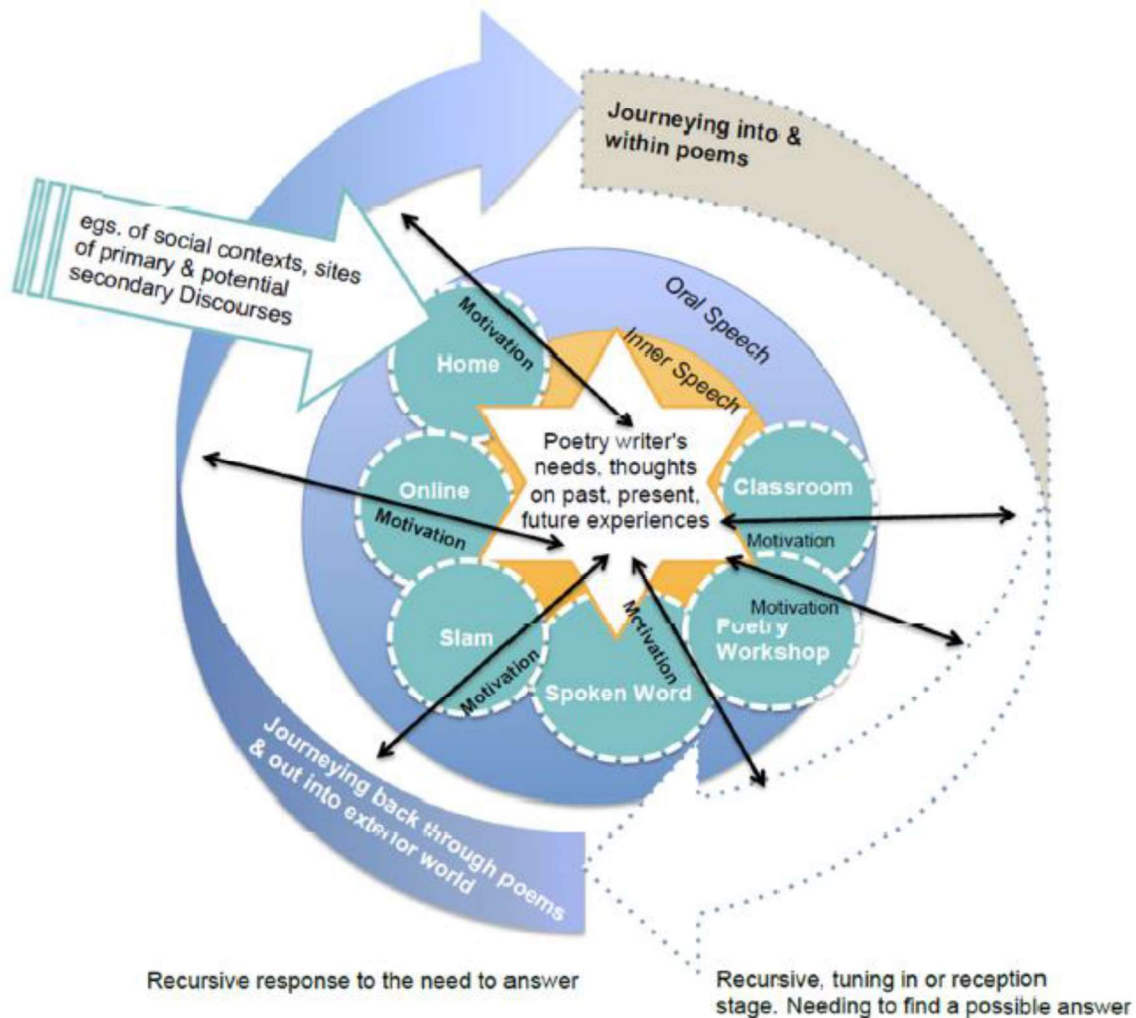 Journeying into &
within poems
egs. of social contexts, sites
of primary & potential
secondary Discourses
Oral Speech
Inner Speech
Motivation
Home
Poetry writer's
needs, thoughts
on past, present,
future experiences
Online
Motivation
Classroom
Motivation
Motivation
Slam
Motivation
Motivation
Poetry
Workshop
Spoken Word
Journeying back through poems
& out into exterior world
Recursive response to the need to answer
Recursive, tuning in or reception
stage. Needing to find a possible answer